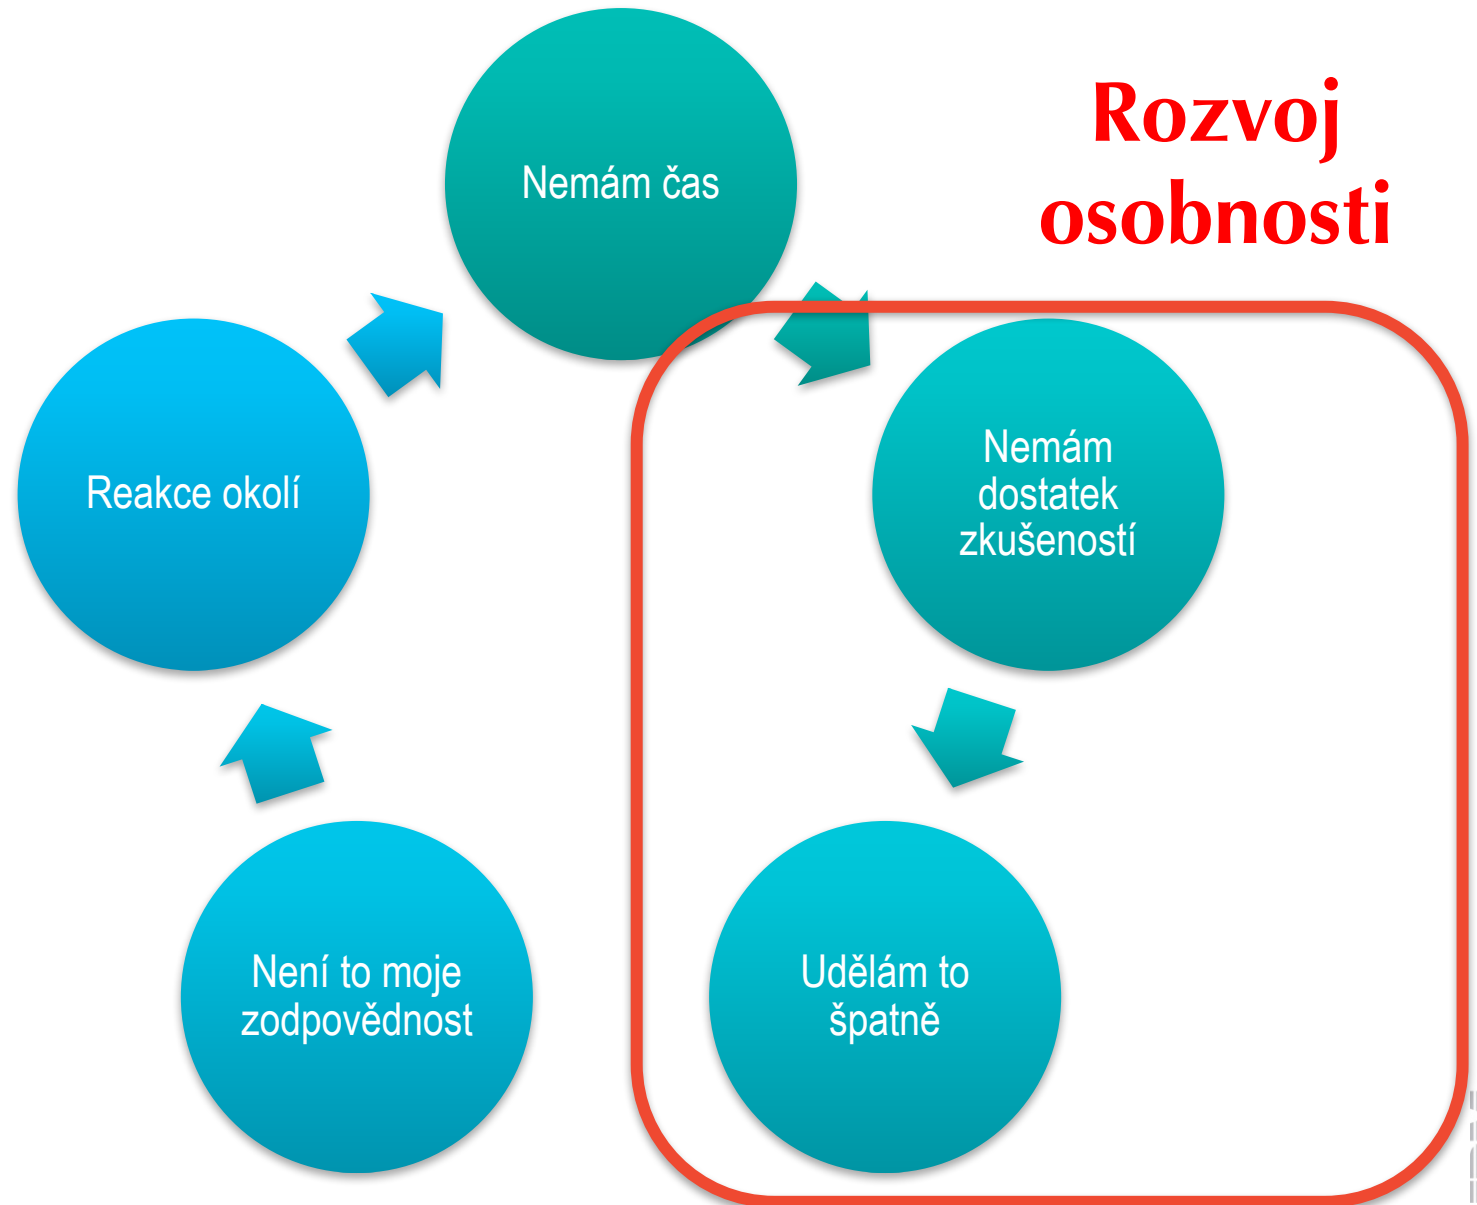 Rozvoj
osobnosti
Nemám čas
Nemám
dostatek
zkušeností
Udělám to
špatně
Není to moje
zodpovědnost
Reakce okolí